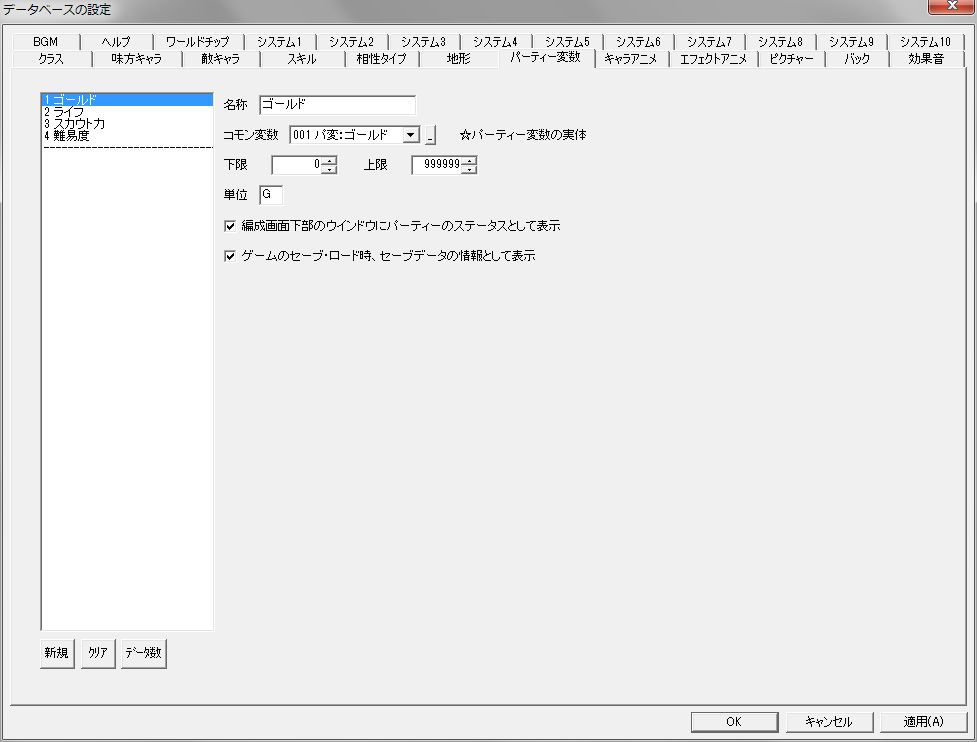 データベースの設定
BGM ヘルプ ワールドチップ システム1 システム2 システム3 システム4 システム5 システム6 システム7 システム8 システム9 システム10
クラス 味方キャラ 敵キャラ スキル 相性タイプ 地形 パーティー変数 キャラアニメ エフェクトアニメ ピクチャー バック 効果音
1 ゴールド
2 ライフ
3 スカウト力
4 難易度
名称 ゴールド
コモン変数 001 パ変:ゴールド ... ☆パーティー変数の実体
下限 0 上限 999999
単位 G
編成画面下部のウインドウにパーティーのステータスとして表示
ゲームのセーブ・ロード時、セーブデータの情報として表示
新規 クリア データ数
OK キャンセル 適用(A)